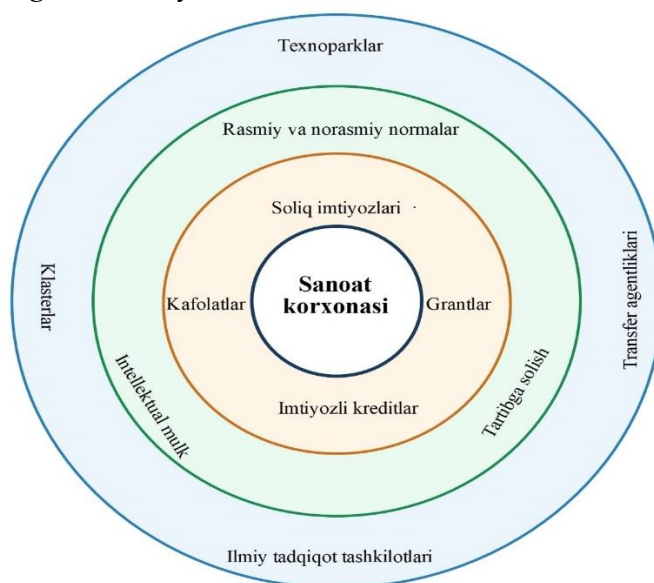 Texnoparklar
Rasmiy va norasmiy normalar
Soliq imtiyozlari
Klasterlar
Kafolatlar
Sanoat
korxonasi
Grantlar
Transfer agentliklari
Intellektual mulk
Imtiyozli kreditlar
Tartibga solish
Ilmiy tadqiqot tashkilotlari